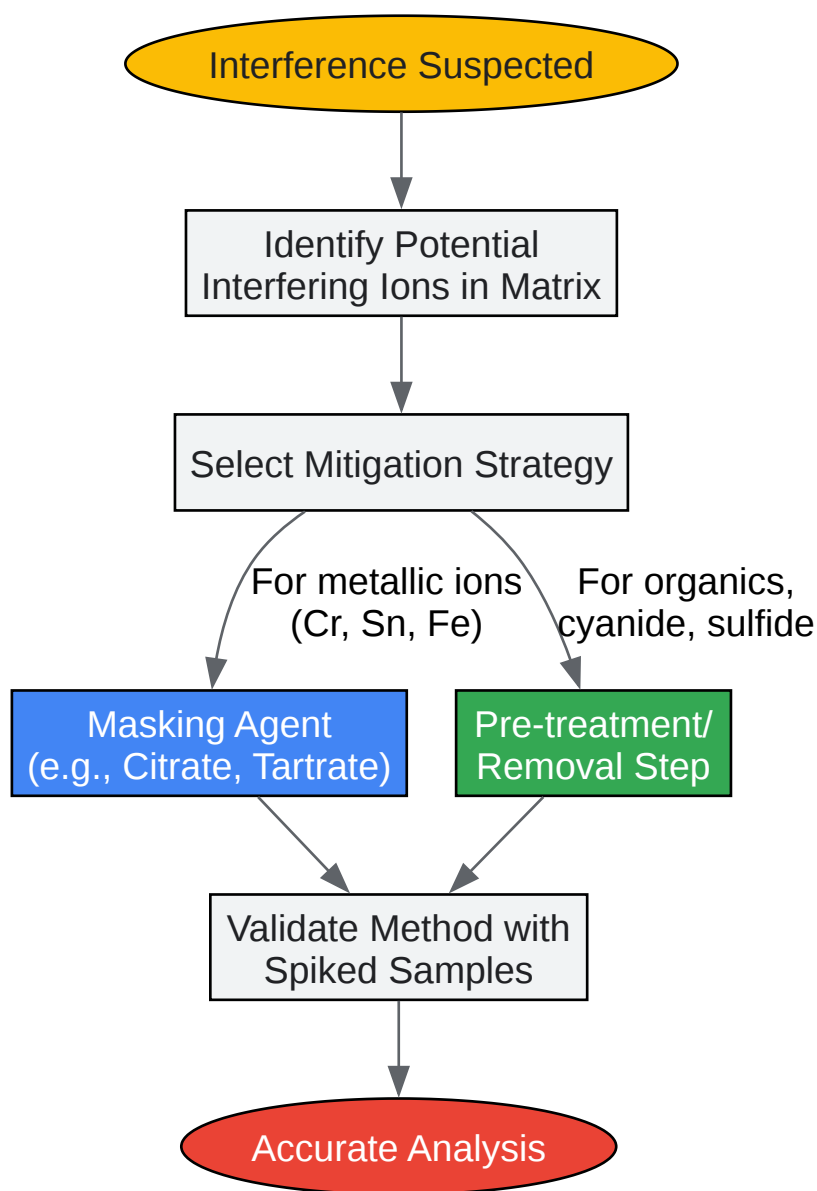 Interference Suspected
Identify Potential
Interfering Ions in Matrix
Select Mitigation Strategy
For metallic ions
(Cr, Sn, Fe)
For organics,
cyanide, sulfide
Masking Agent
(e.g., Citrate, Tartrate)
Pre-treatment/
Removal Step
Validate Method with
Spiked Samples
Accurate Analysis